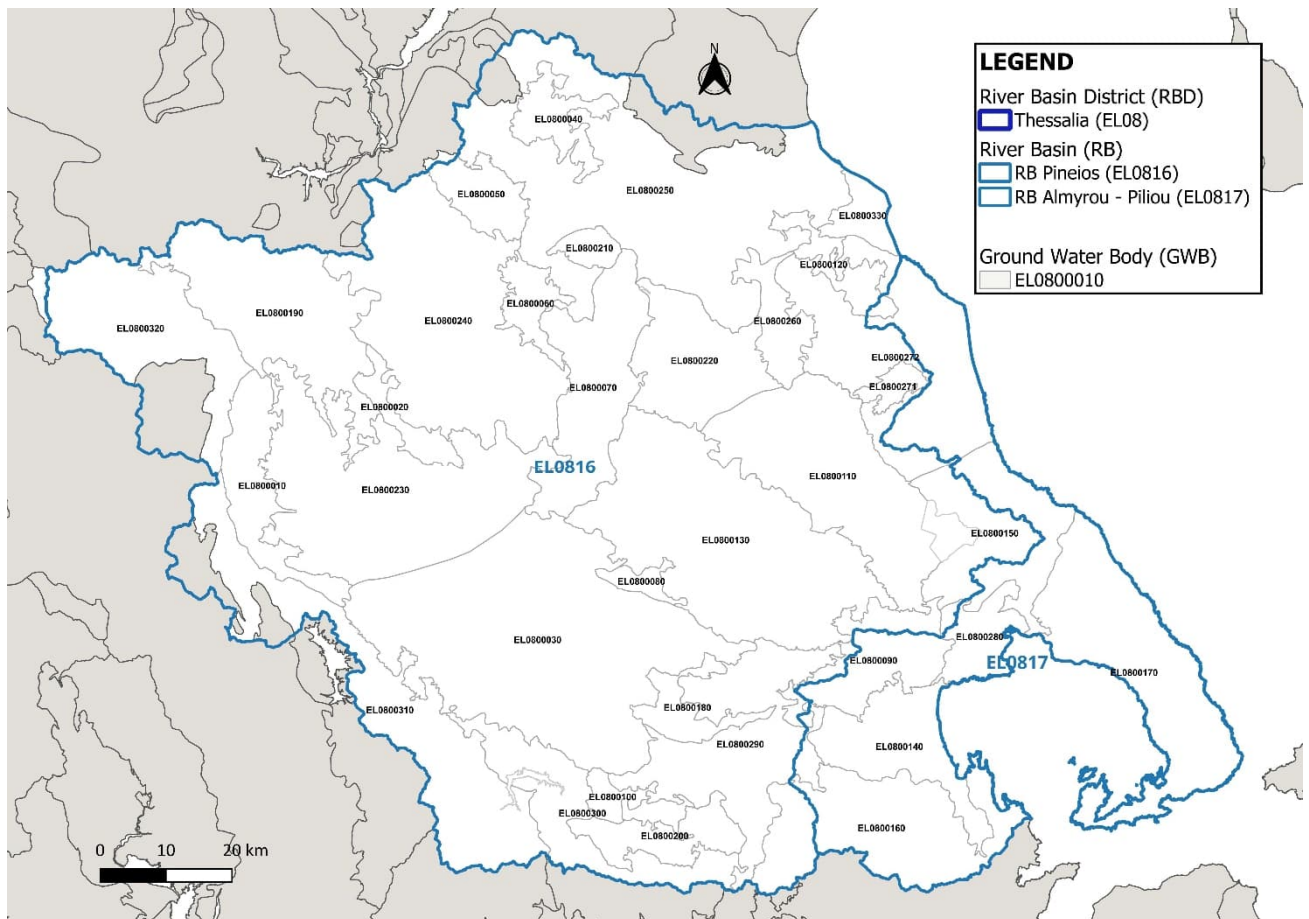 N
LEGEND
River Basin District (RBD)
Thessalia (EL08)
River Basin (RB)
RB Pineios (EL0816)
RB Almyrou - Piliou (EL0817)
Ground Water Body (GWB)
EL0800010
EL0800040
EL0800050
EL0800250
EL0800330
EL0800210
EL0800120
EL0800060
EL0800190
EL0800240
EL0800260
EL0800320
EL0800220
EL0800272
EL0800070
EL0800271
EL0800020
EL0816
EL0800110
EL0800010
EL0800230
EL0800150
EL0800130
EL0800080
EL0800030
EL0800280
EL0800090
EL0817
EL0800170
EL0800310
EL0800180
EL0800290
EL0800140
EL0800100
EL0800300
EL0800160
EL0800200
0 10 20 km